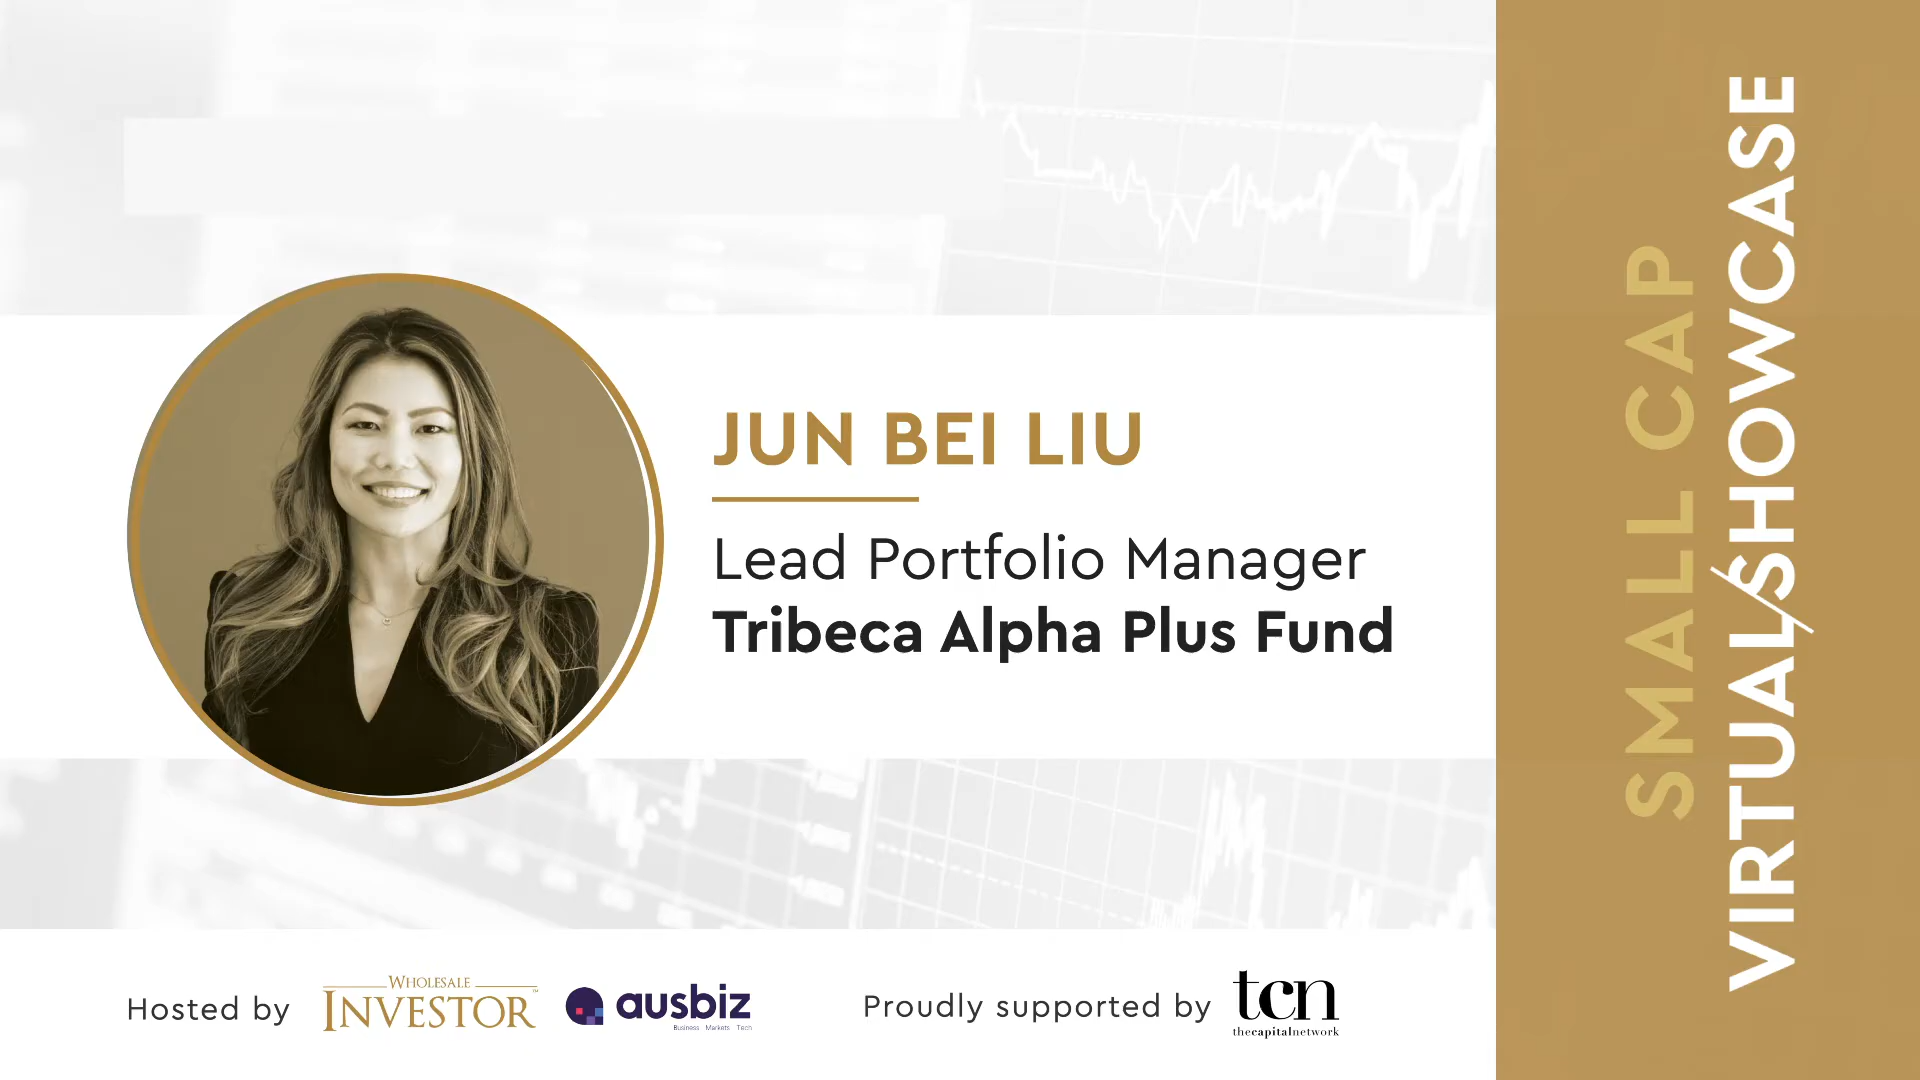 JUN BEI LIU
Lead Portfolio Manager
Tribeca Alpha Plus Fund
Hosted by
WHOLESALE
INVESTOR
ausbiz
Business Markets Tech
Proudly supported by
tcn
thecapitalnetwork
SMALL CAP
VIRTUAL/SHOWCASE